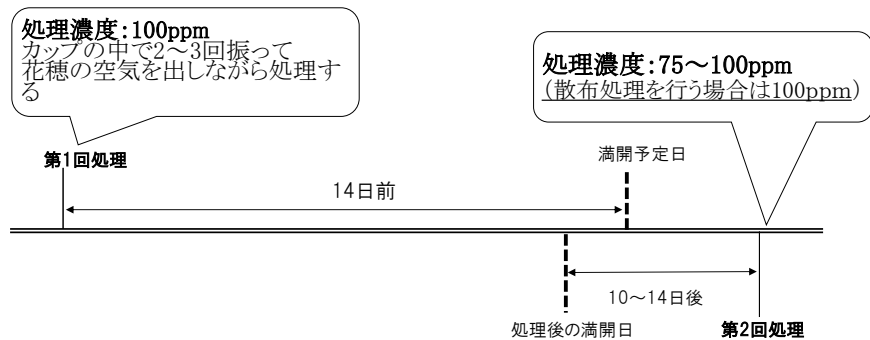 処理濃度:100ppm
カップの中で2～3回振って
花穂の空気を出しながら処理す
る
処理濃度:75～100ppm
(散布処理を行う場合は100ppm)
第1回処理
満開予定日
14日前
10～14日後
処理後の満開日
第2回処理